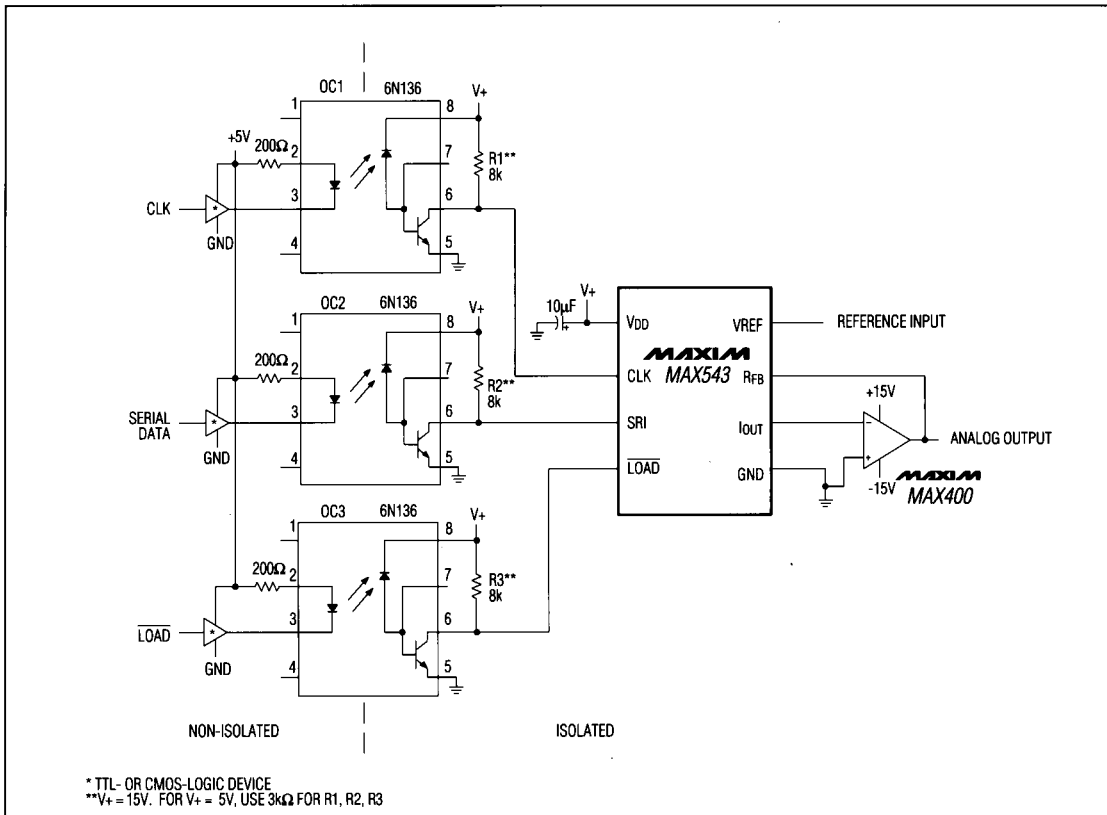 OC1 6N136
1
2
3
4
8
7
6
5
+5V
200Ω
CLK
*
GND
V+
R1**
8k
OC2 6N136
1
2
3
4
8
7
6
5
200Ω
SERIAL
DATA
*
GND
V+
R2**
8k
OC3 6N136
1
2
3
4
8
7
6
5
200Ω
LOAD
*
GND
V+
R3**
8k
10μF
V+
VDD
VREF
REFERENCE INPUT
MAXIM
MAX543
CLK
RFB
SRI
IOUT
LOAD
GND
+15V
-
+
-15V
ANALOG OUTPUT
MAXIM
MAX400
NON-ISOLATED
ISOLATED
* TTL- OR CMOS-LOGIC DEVICE
**V+ = 15V. FOR V+ = 5V, USE 3kΩ FOR R1, R2, R3